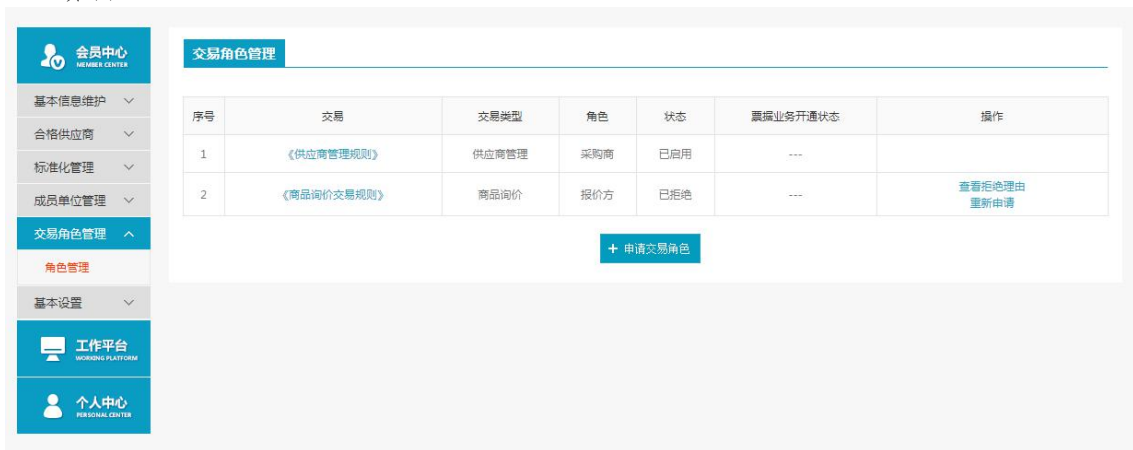 会员中心
MEMBER CENTER
基本信息维护
合格供应商
标准化管理
成员单位管理
交易角色管理
角色管理
基本设置
工作平台
WORKING PLATFORM
个人中心
PERSONAL CENTER
交易角色管理
序号 交易 交易类型 角色 状态 票据业务开通状态 操作
1 《供应商管理规则》 供应商管理 采购商 已启用 ---
2 《商品询价交易规则》 商品询价 报价方 已拒绝 --- 查看拒绝理由
重新申请
+ 申请交易角色